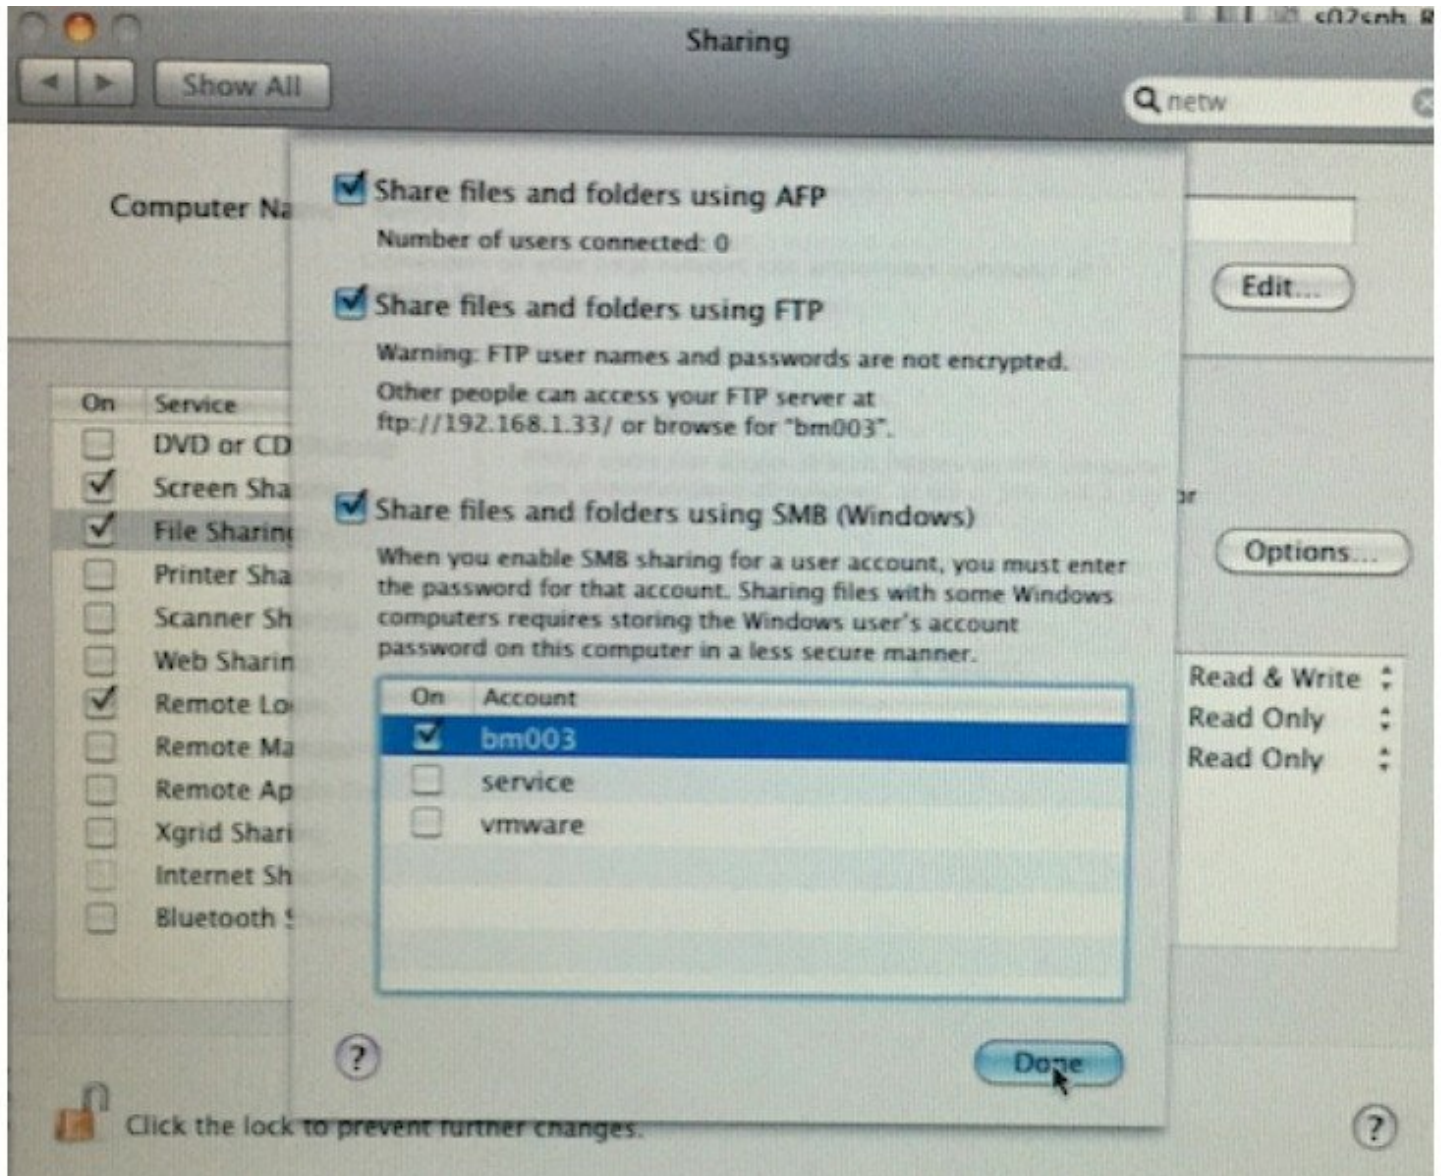 Sharing
Show All
netw
Computer Na
Edit...
Share files and folders using AFP
Number of users connected: 0
Share files and folders using FTP
Warning: FTP user names and passwords are not encrypted.
Other people can access your FTP server at
ftp://192.168.1.33/ or browse for "bm003".
Share files and folders using SMB (Windows)
When you enable SMB sharing for a user account, you must enter
the password for that account. Sharing files with some Windows
computers requires storing the Windows user's account
password on this computer in a less secure manner.
On Account
bm003
service
vmware
Done
On Service
DVD or CD
Screen Sha
File Sharing
Printer Sha
Scanner Sh
Web Sharin
Remote Lo
Remote Ma
Remote Ap
Xgrid Shari
Internet Sh
Bluetooth S
or
Options...
Read & Write
Read Only
Read Only
?
Click the lock to prevent further changes.
?